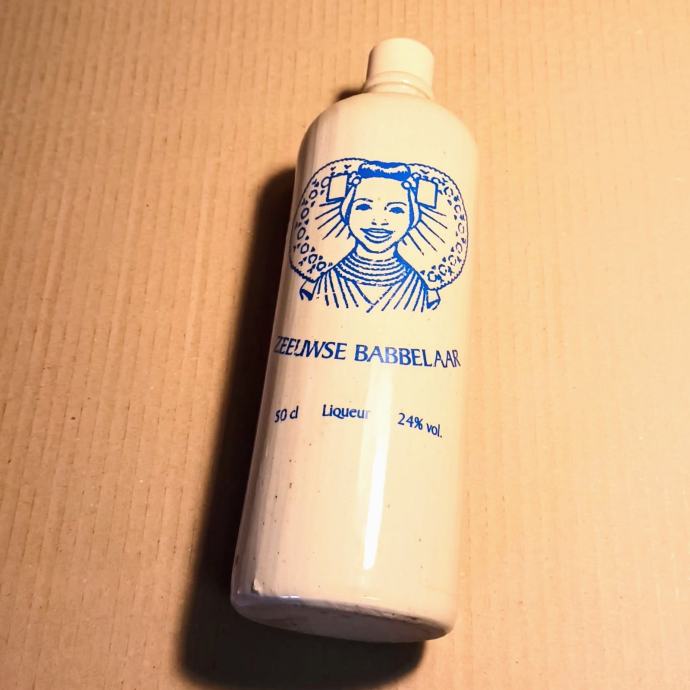 ZEEUWSE BABBELAAR
50 cl Liqueur 24% vol.